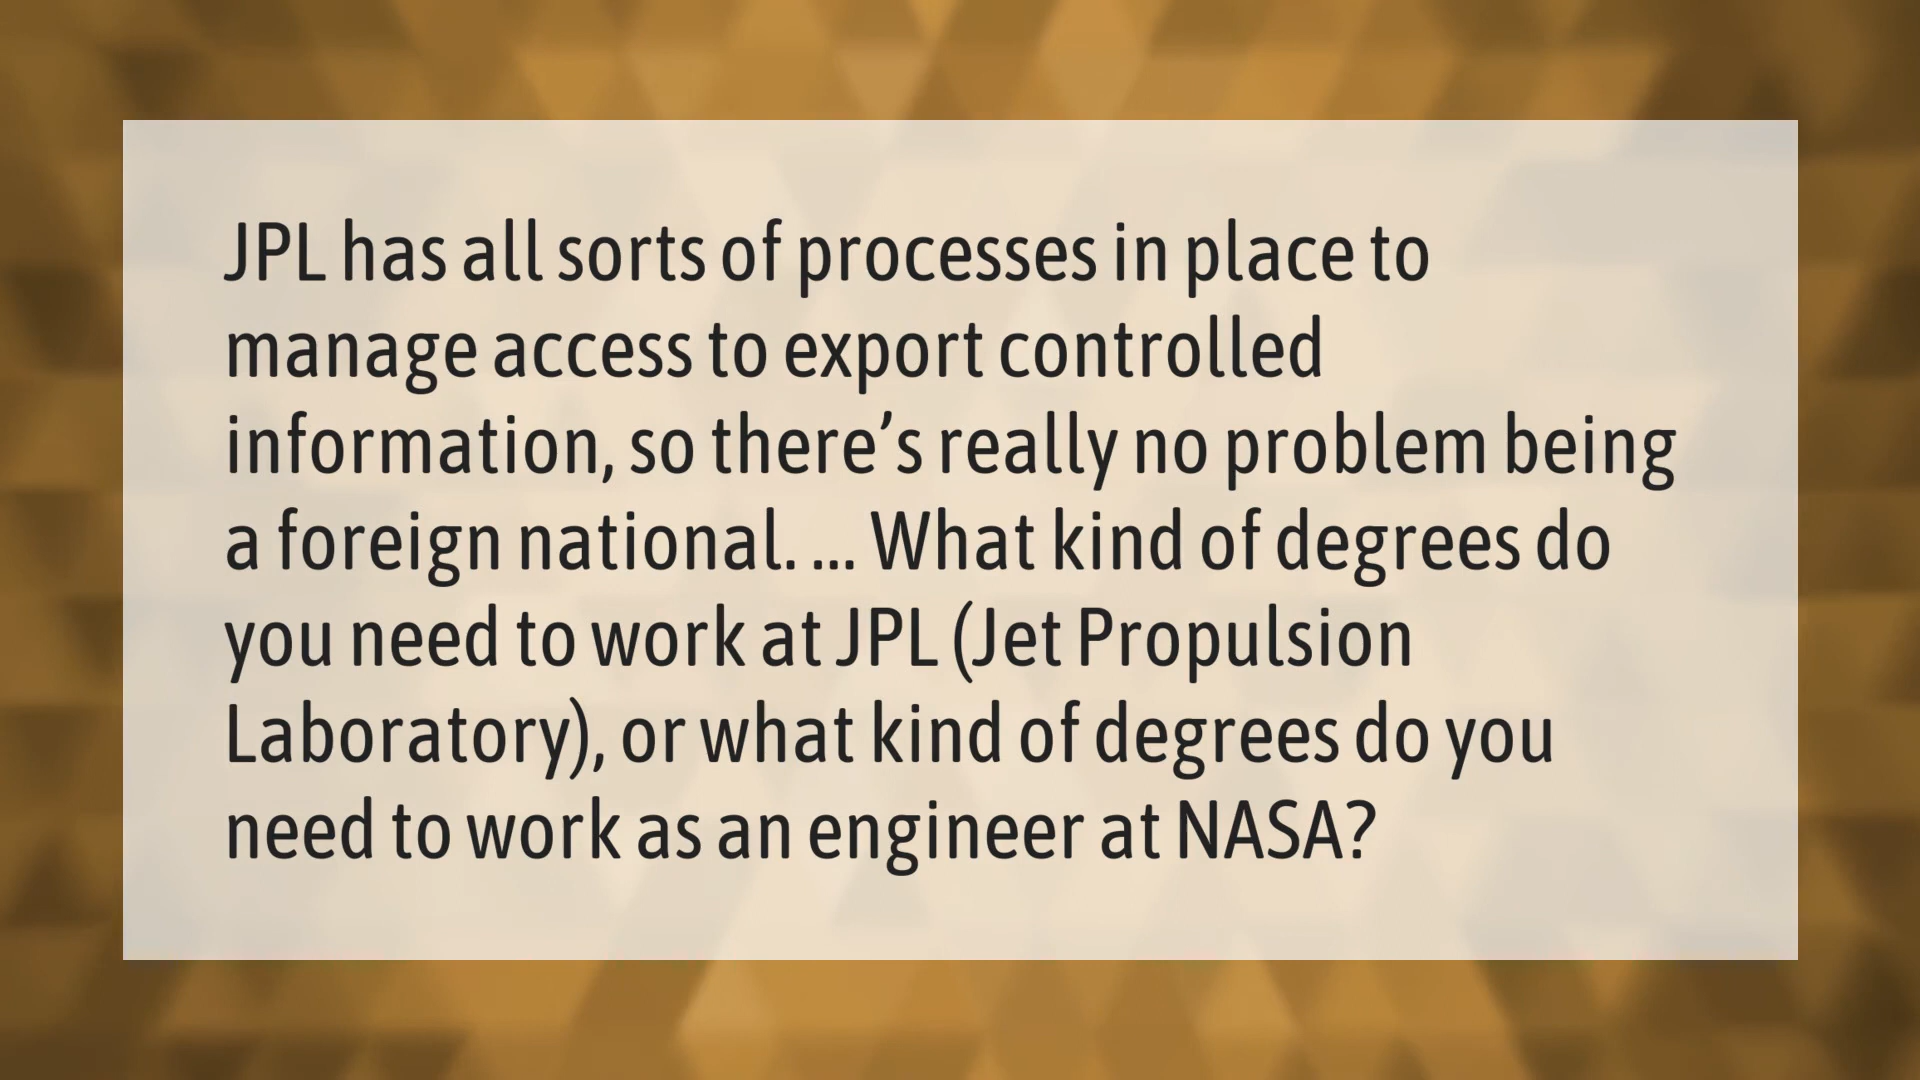 JPL has all sorts of processes in place to
manage access to export controlled
information, so there’s really no problem being
a foreign national. ... What kind of degrees do
you need to work at JPL (Jet Propulsion
Laboratory), or what kind of degrees do you
need to work as an engineer at NASA?